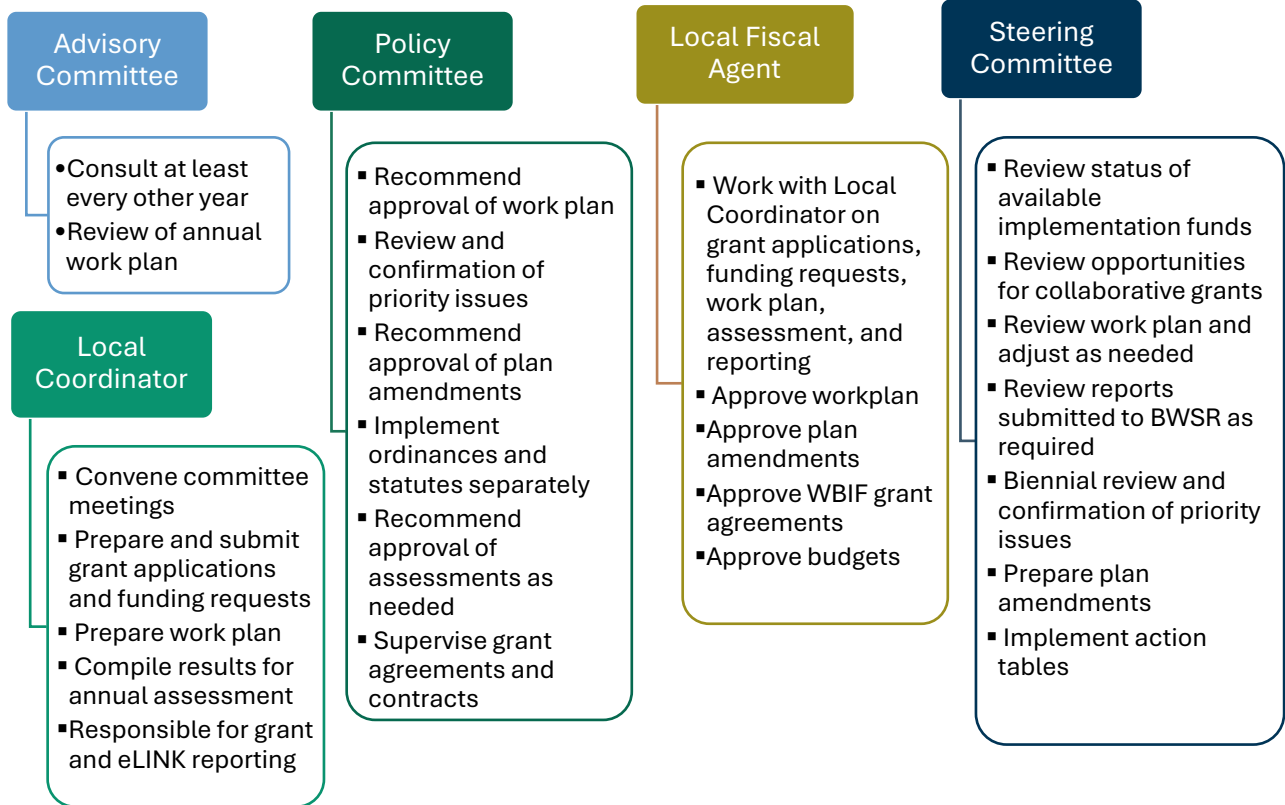 Advisory
Committee
•Consult at least
every other year
•Review of annual
work plan
Local
Coordinator
▪ Convene committee
meetings
▪ Prepare and submit
grant applications
and funding requests
▪ Prepare work plan
▪ Compile results for
annual assessment
▪Responsible for grant
and eLINK reporting
Policy
Committee
▪ Recommend
approval of work plan
▪ Review and
confirmation of
priority issues
▪ Recommend
approval of plan
amendments
▪ Implement
ordinances and
statutes separately
▪ Recommend
approval of
assessments as
needed
▪ Supervise grant
agreements and
contracts
Local Fiscal
Agent
▪ Work with Local
Coordinator on
grant applications,
funding requests,
work plan,
assessment, and
reporting
▪ Approve workplan
▪Approve plan
amendments
▪Approve WBIF grant
agreements
▪Approve budgets
Steering
Committee
▪ Review status of
available
implementation funds
▪ Review opportunities
for collaborative grants
▪ Review work plan and
adjust as needed
▪ Review reports
submitted to BWSR as
required
▪ Biennial review and
confirmation of priority
issues
▪ Prepare plan
amendments
▪ Implement action
tables